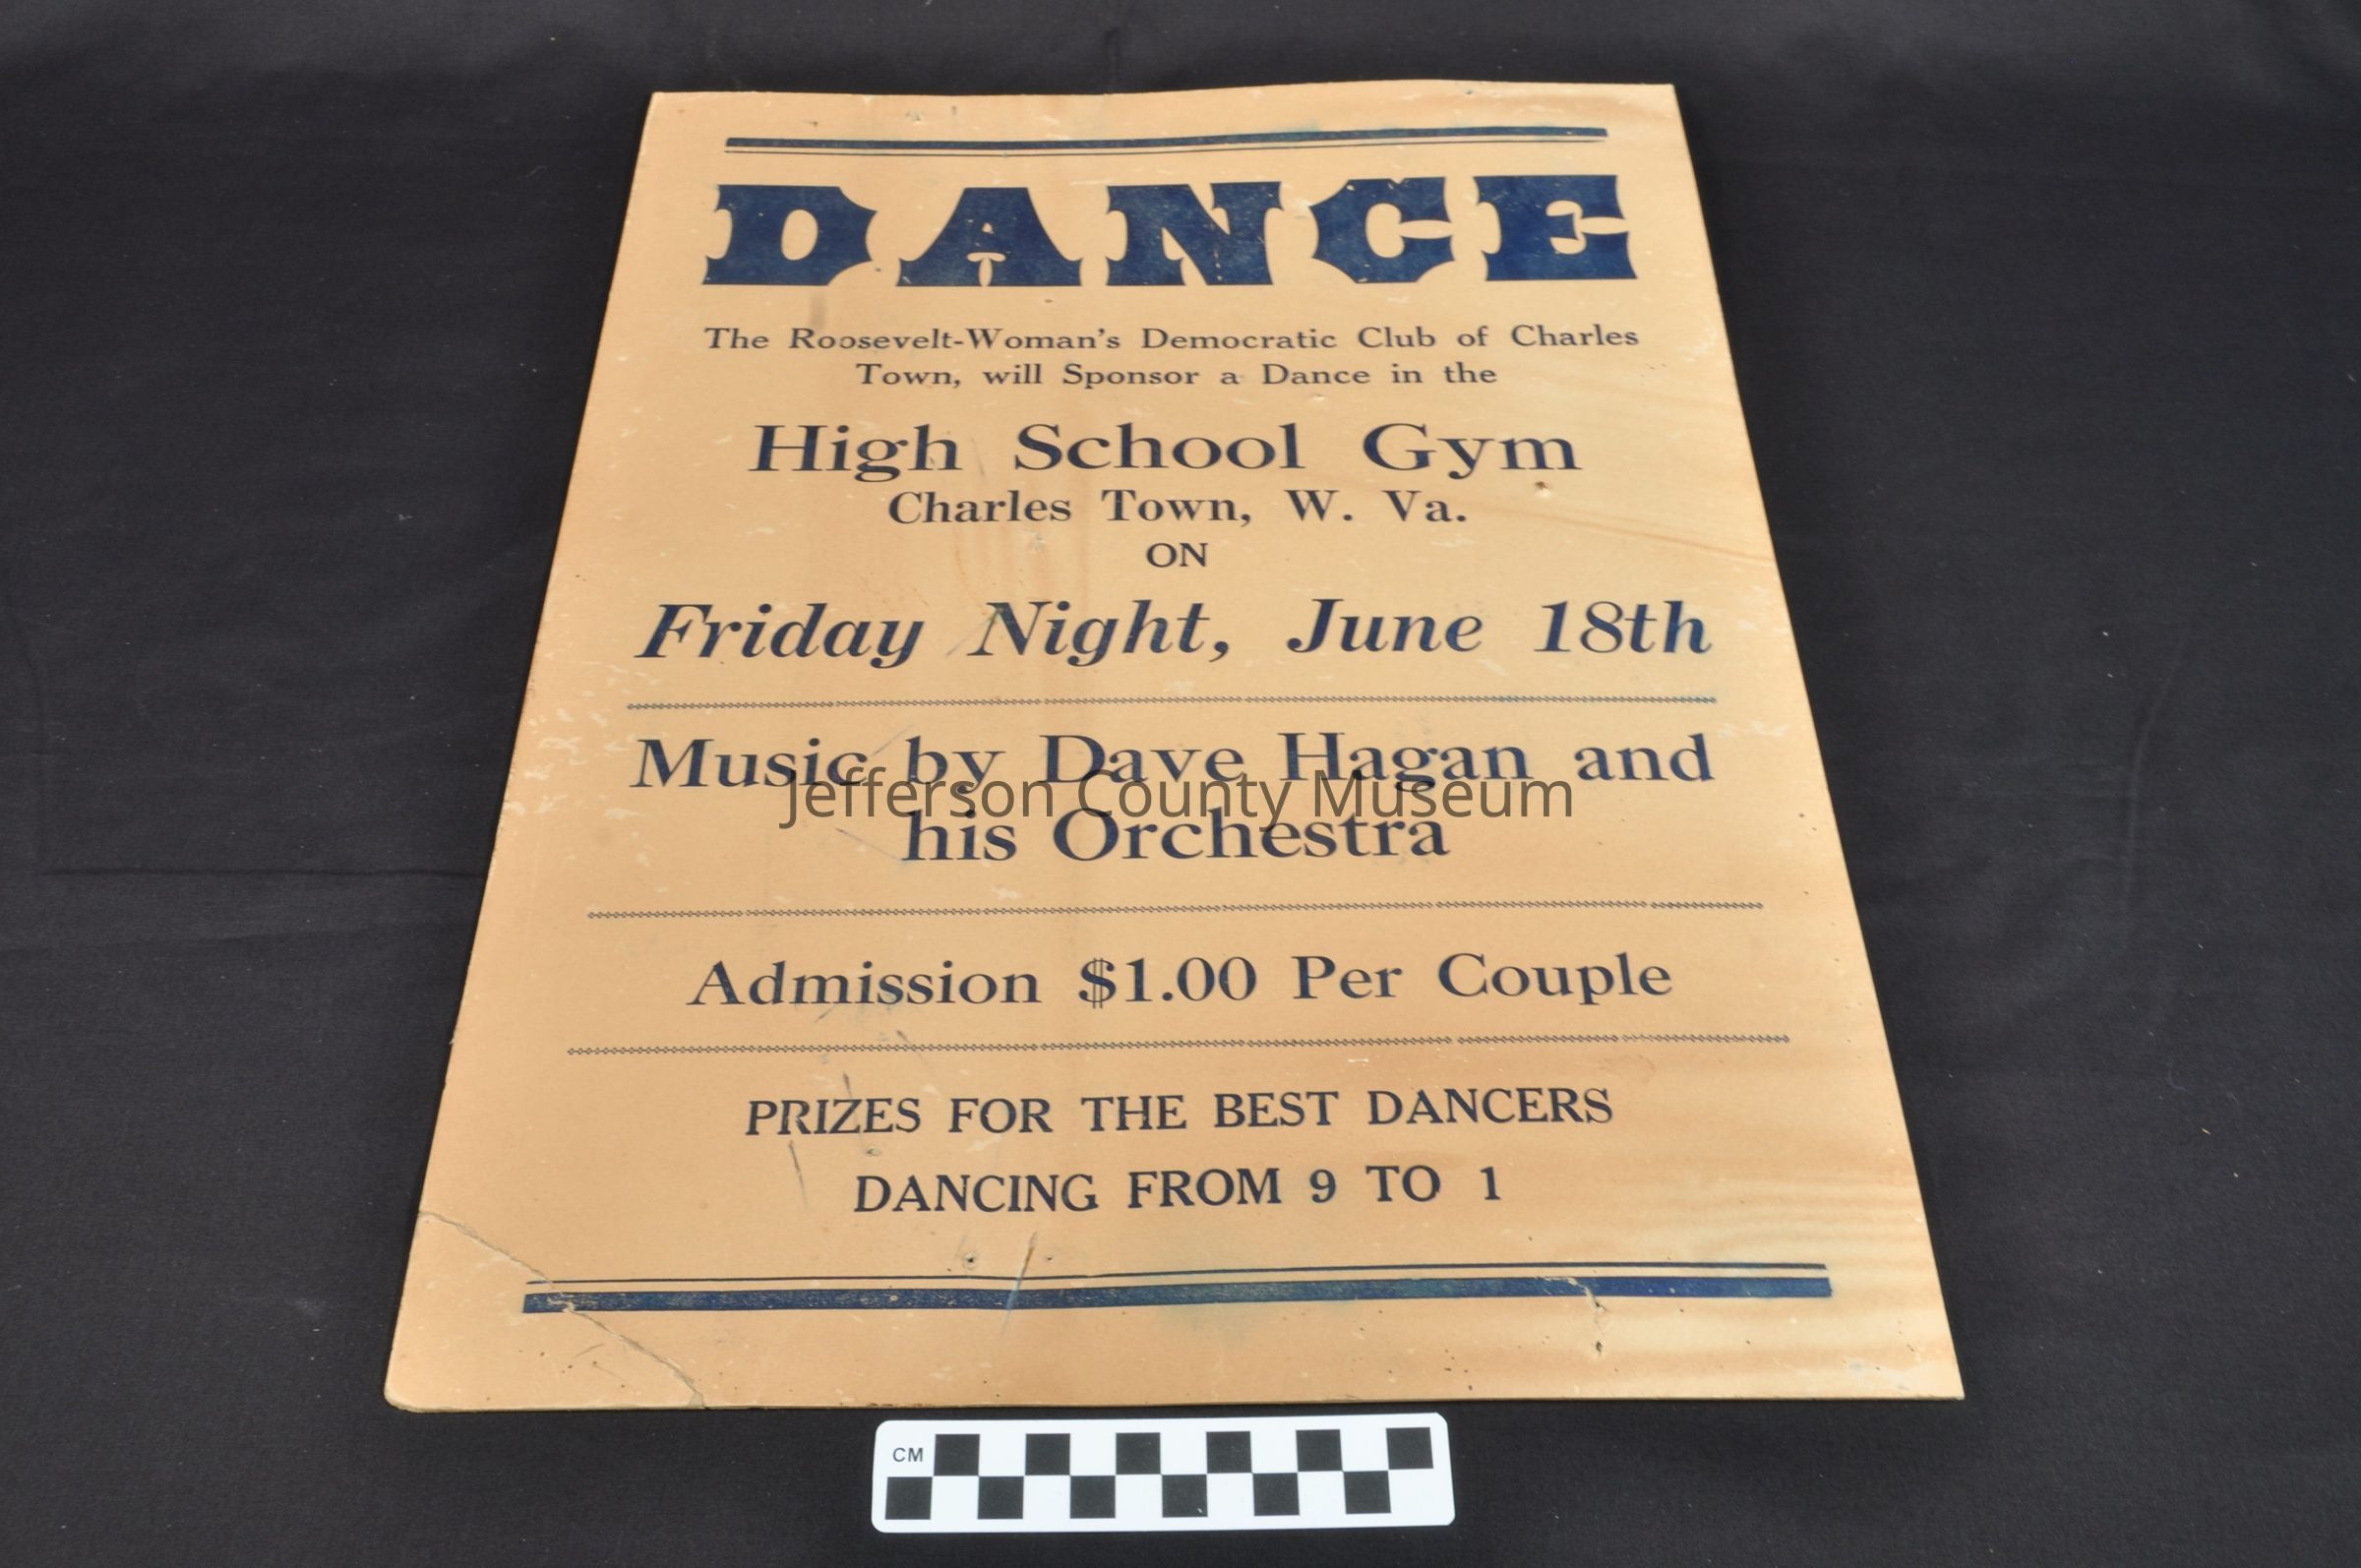 DANCE
The Roosevelt-Woman's Democratic Club of Charles
Town, will Sponsor a Dance in the
High School Gym
Charles Town, W. Va.
ON
Friday Night, June 18th
Music by Dave Hagan and
Jefferson County Museum
his Orchestra
Admission $1.00 Per Couple
PRIZES FOR THE BEST DANCERS
DANCING FROM 9 TO 1
CM